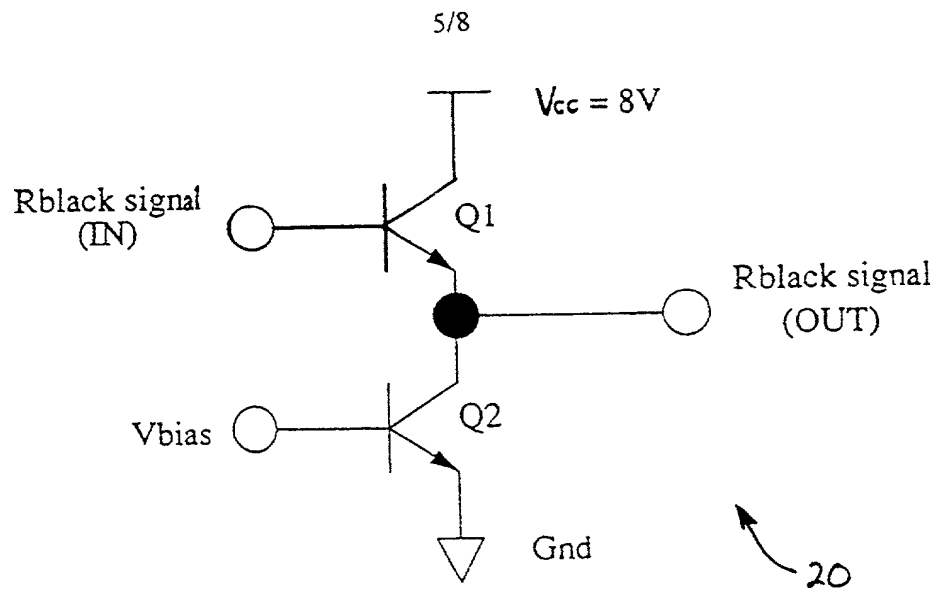 5/8
Vcc = 8V
Rblack signal
(IN)
Q1
Rblack signal
(OUT)
Q2
Vbias
Gnd
20